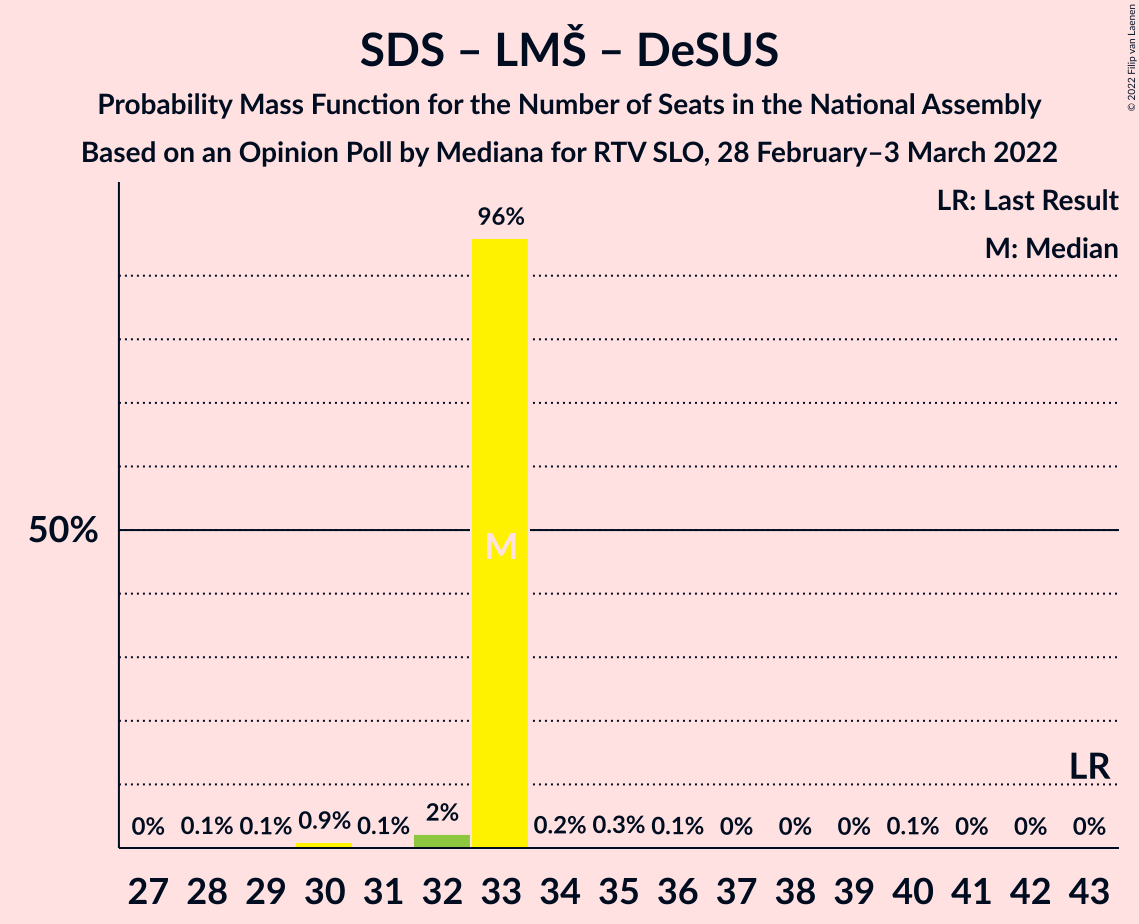 SDS – LMŠ – DeSUS
Probability Mass Function for the Number of Seats in the National Assembly
Based on an Opinion Poll by Mediana for RTV SLO, 28 February–3 March 2022
© 2022 Filip van Laenen
LR: Last Result
M: Median
96%
50%
M
LR
0% 0.1% 0.1% 0.9% 0.1% 2% 0.2% 0.3% 0.1% 0% 0% 0% 0.1% 0% 0% 0%
27 28 29 30 31 32 33 34 35 36 37 38 39 40 41 42 43